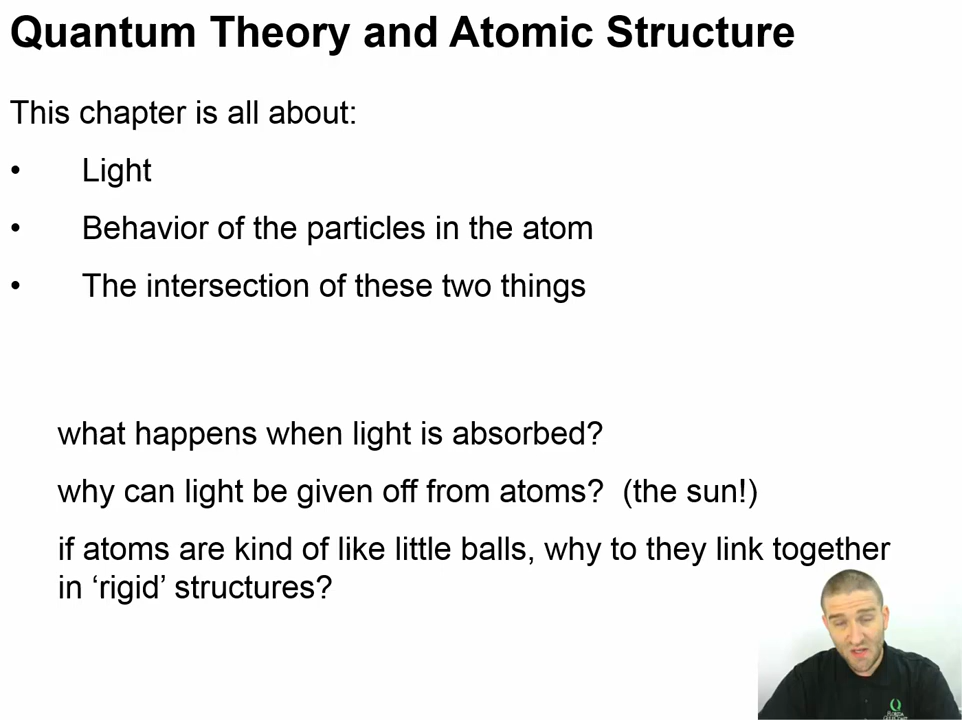 Quantum Theory and Atomic Structure
This chapter is all about:
• Light
• Behavior of the particles in the atom
• The intersection of these two things
what happens when light is absorbed?
why can light be given off from atoms? (the sun!)
if atoms are kind of like little balls, why to they link together
in ‘rigid’ structures?